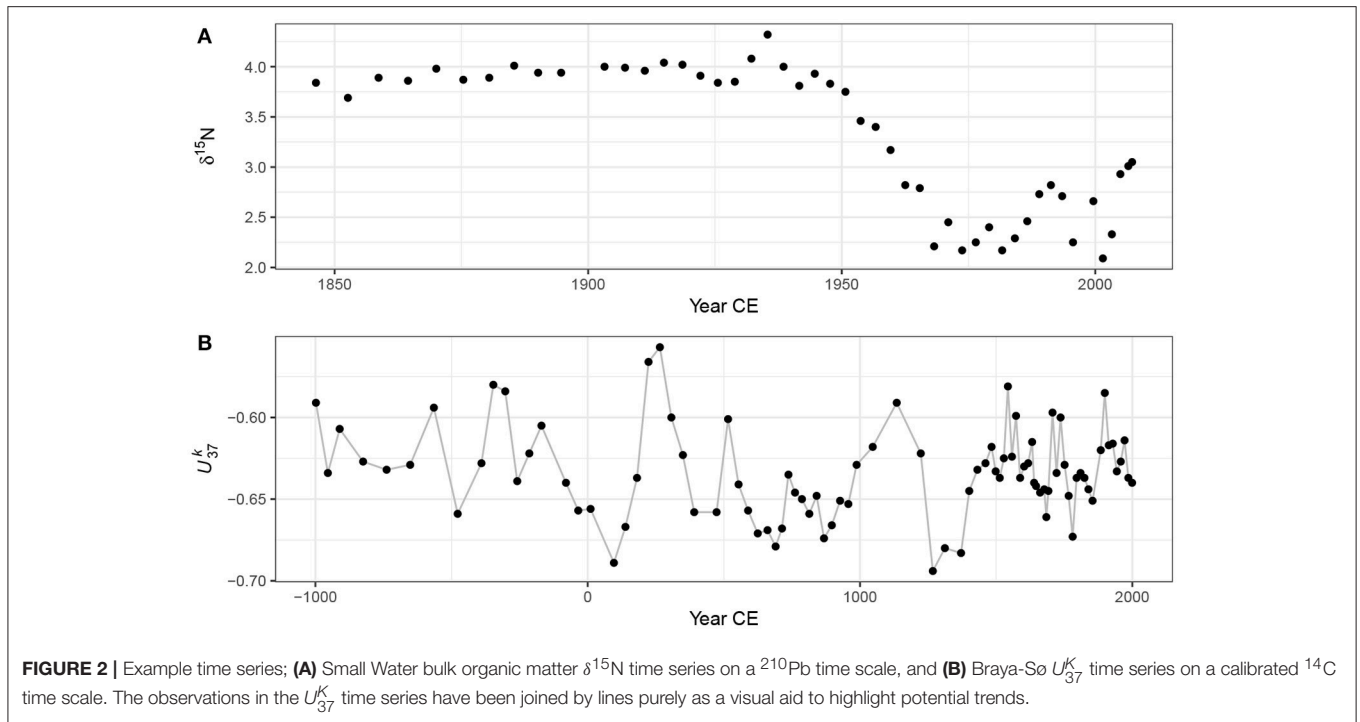 A
4.0
3.5
3.0
2.5
2.0
δ¹⁵N
1850
1900
1950
2000
Year CE
B
−0.60
−0.65
−0.70
U₃₇ᵏ
−1000
0
1000
2000
Year CE
FIGURE 2 | Example time series; (A) Small Water bulk organic matter δ¹⁵N time series on a ²¹⁰Pb time scale, and (B) Braya-Sø U₃₇ᴷ time series on a calibrated ¹⁴C
time scale. The observations in the U₃₇ᴷ time series have been joined by lines purely as a visual aid to highlight potential trends.